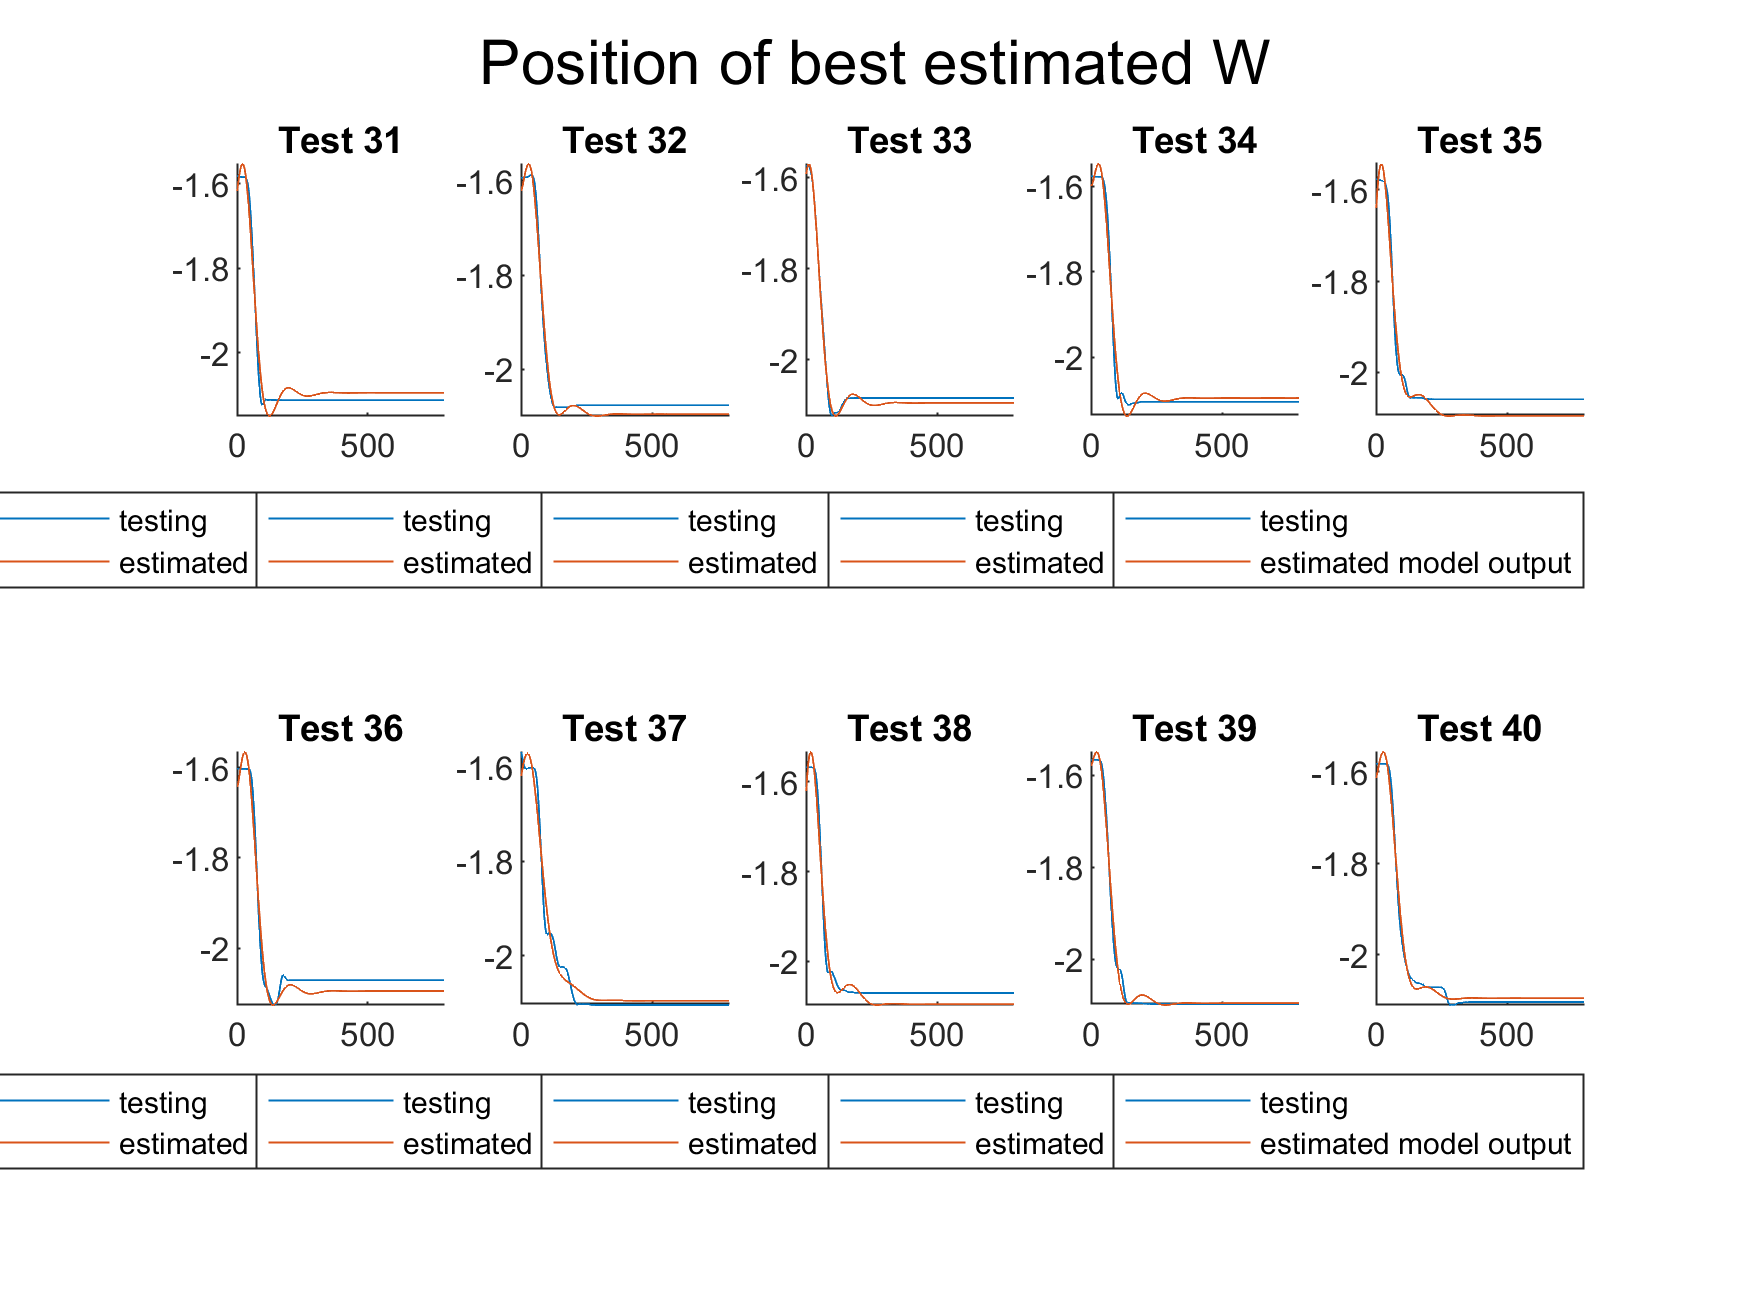 Position of best estimated W
Test 31 Test 32 Test 33 Test 34 Test 35
-1.6 -1.6 -1.6 -1.6 -1.6
-1.8 -1.8 -1.8 -1.8 -1.8
-2 -2 -2 -2 -2
0 500 0 500 0 500 0 500 0 500
testing testing testing testing testing
estimated estimated estimated estimated estimated model output
Test 36 Test 37 Test 38 Test 39 Test 40
-1.6 -1.6 -1.6 -1.6 -1.6
-1.8 -1.8 -1.8 -1.8 -1.8
-2 -2 -2 -2 -2
0 500 0 500 0 500 0 500 0 500
testing testing testing testing testing
estimated estimated estimated estimated estimated model output